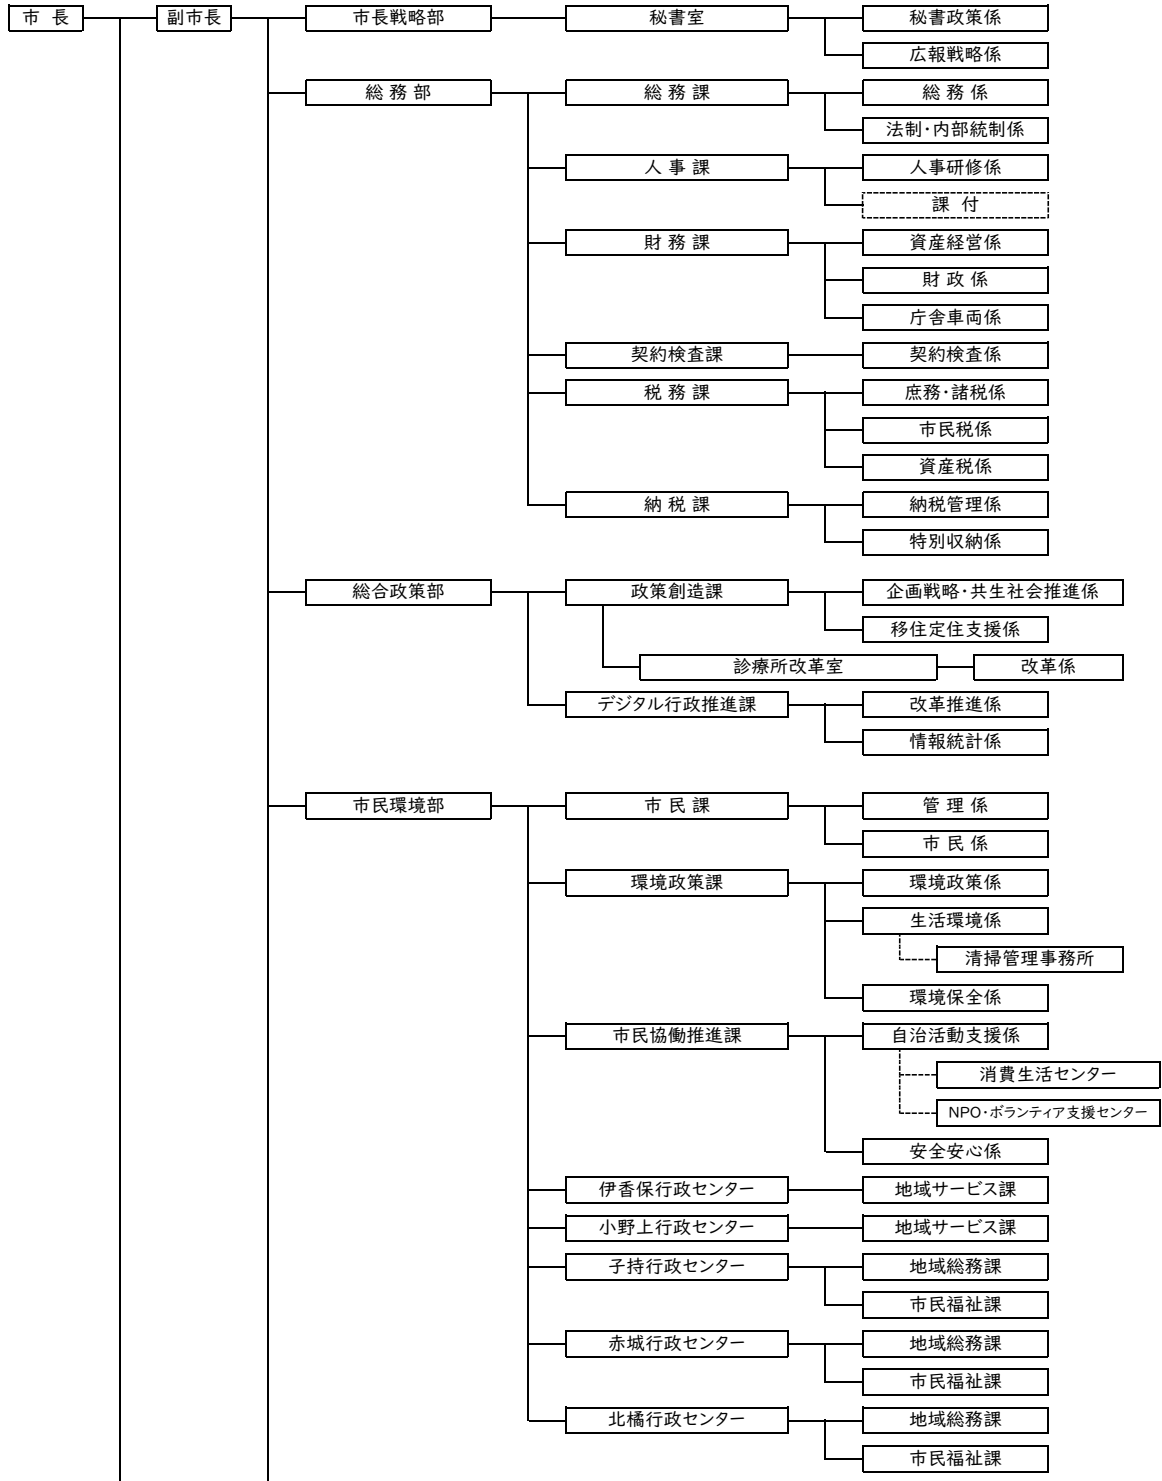 市 長 副市長 市長戦略部 秘書室 秘書政策係
広報戦略係
総 務 部 総 務 課 総 務 係
法制・内部統制係
人 事 課 人事研修係
課 付
財 務 課 資産経営係
財 政 係
庁舎車両係
契約検査課 契約検査係
税 務 課 庶務・諸税係
市民税係
資産税係
納 税 課 納税管理係
特別収納係
総合政策部 政策創造課 企画戦略・共生社会推進係
移住定住支援係
診療所改革室 改革係
デジタル行政推進課 改革推進係
情報統計係
市民環境部 市 民 課 管 理 係
市 民 係
環境政策課 環境政策係
生活環境係
清掃管理事務所
環境保全係
市民協働推進課 自治活動支援係
消費生活センター
NPO・ボランティア支援センター
安全安心係
伊香保行政センター 地域サービス課
小野上行政センター 地域サービス課
子持行政センター 地域総務課
市民福祉課
赤城行政センター 地域総務課
市民福祉課
北橘行政センター 地域総務課
市民福祉課